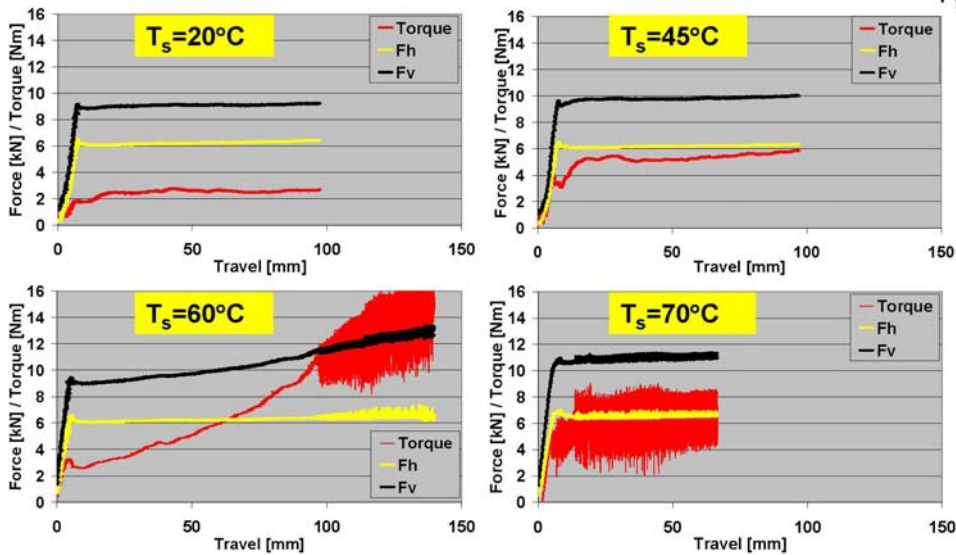 Ts=20°C
Torque
Fh
Fv
Force [kN] / Torque [Nm]
16
14
12
10
8
6
4
2
0
0 50 100 150
Travel [mm]
Ts=45°C
Torque
Fh
Fv
Force [kN] / Torque [Nm]
16
14
12
10
8
6
4
2
0
0 50 100 150
Travel [mm]
Ts=60°C
Torque
Fh
Fv
Force [kN] / Torque [Nm]
16
14
12
10
8
6
4
2
0
0 50 100 150
Travel [mm]
Ts=70°C
Torque
Fh
Fv
Force [kN] / Torque [Nm]
16
14
12
10
8
6
4
2
0
0 50 100 150
Travel [mm]